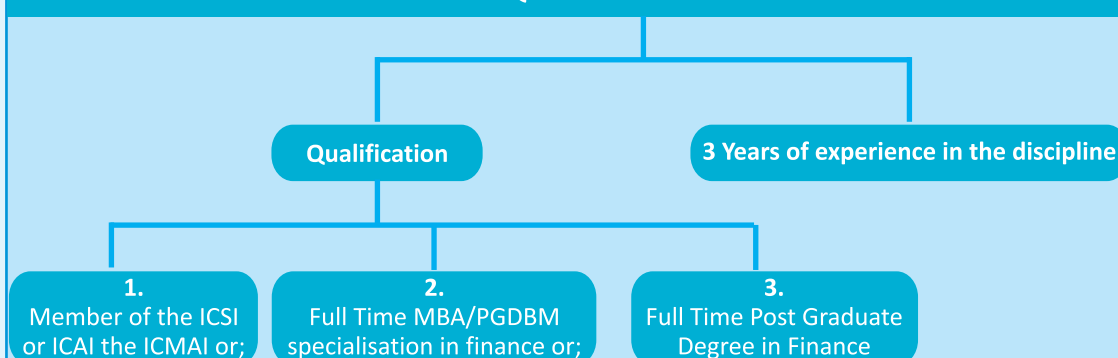 Qualification
3 Years of experience in the discipline
1.
Member of the ICSI
or ICAI the ICMAI or;
2.
Full Time MBA/PGDBM
specialisation in finance or;
3.
Full Time Post Graduate
Degree in Finance